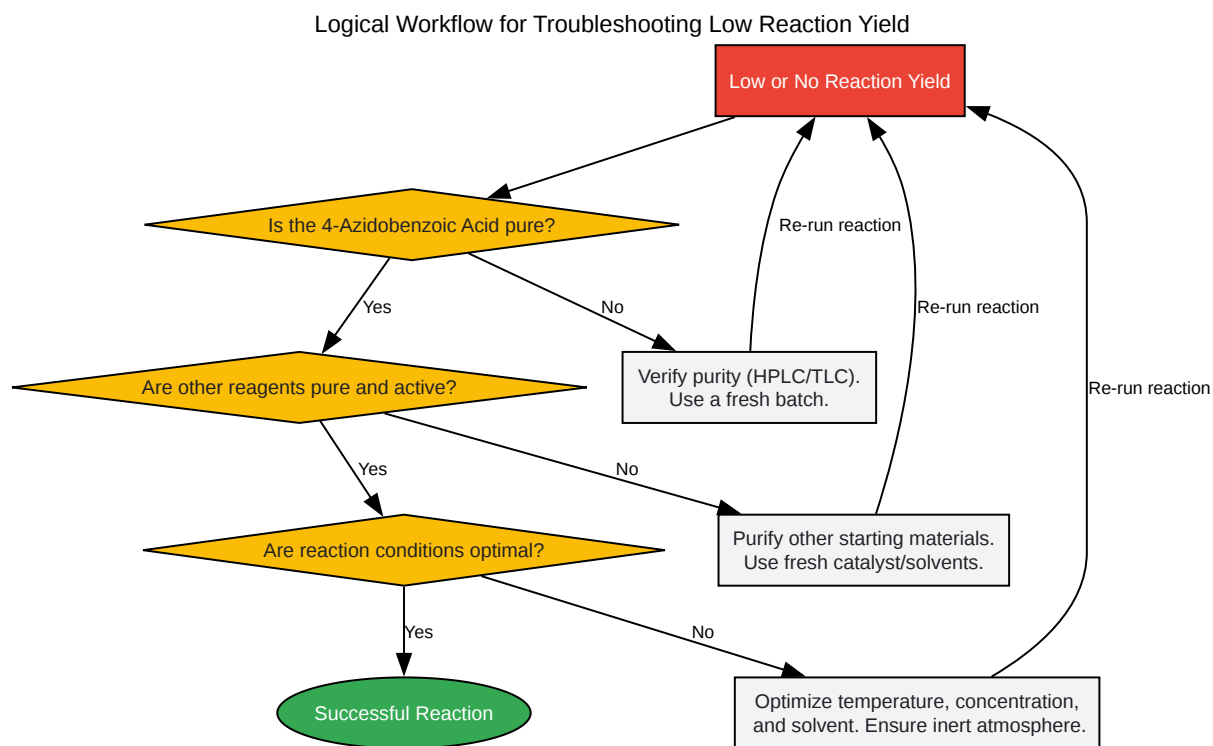 Logical Workflow for Troubleshooting Low Reaction Yield
Low or No Reaction Yield
Is the 4-Azidobenzoic Acid pure?
Re-run reaction
Yes
No
Re-run reaction
Are other reagents pure and active?
Verify purity (HPLC/TLC).
Use a fresh batch.
Re-run reaction
Yes
No
Are reaction conditions optimal?
Purify other starting materials.
Use fresh catalyst/solvents.
Yes
No
Successful Reaction
Optimize temperature, concentration,
and solvent. Ensure inert atmosphere.